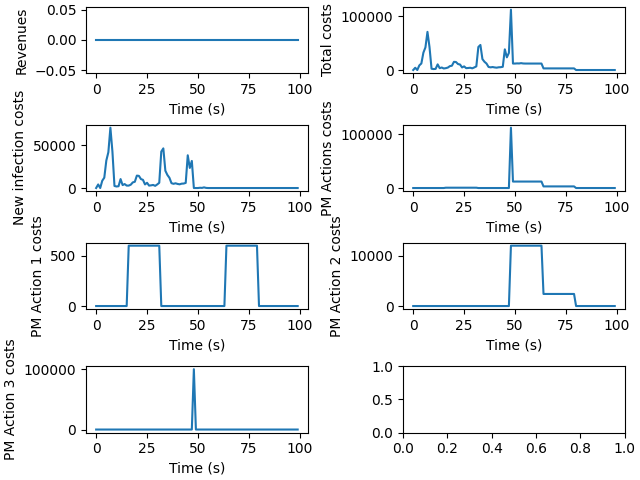 Revenues
0.05
0.00
−0.05
0 25 50 75 100
Time (s)
Total costs
100000
0
0 25 50 75 100
Time (s)
New infection costs
50000
0
0 25 50 75 100
Time (s)
PM Actions costs
100000
0
0 25 50 75 100
Time (s)
PM Action 1 costs
500
0
0 25 50 75 100
Time (s)
PM Action 2 costs
10000
0
0 25 50 75 100
Time (s)
PM Action 3 costs
100000
0
0 25 50 75 100
Time (s)
1.0
0.5
0.0
0.0 0.2 0.4 0.6 0.8 1.0